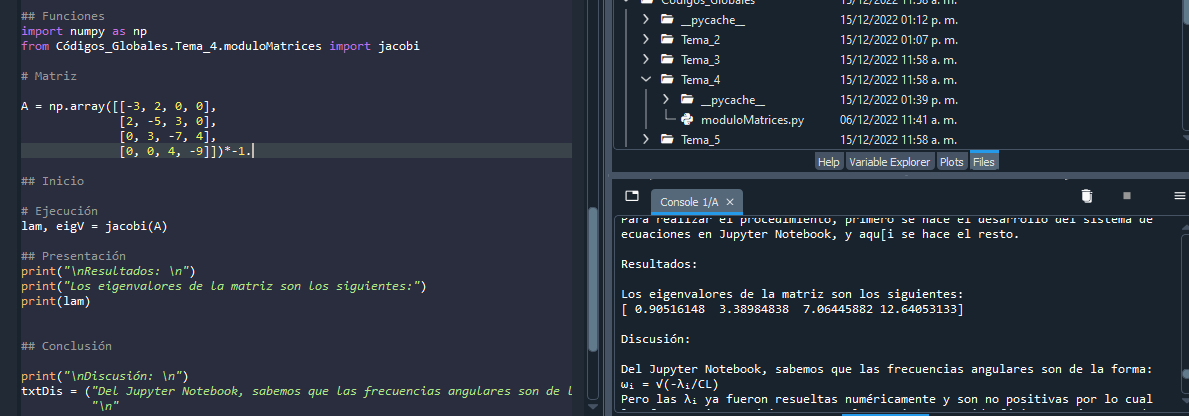 ## Funciones
import numpy as np
from Códigos_Globales.Tema_4.moduloMatrices import jacobi
# Matriz
A = np.array([[-3, 2, 0, 0],
[2, -5, 3, 0],
[0, 3, -7, 4],
[0, 0, 4, -9]])*-1.
## Inicio
# Ejecución
lam, eigV = jacobi(A)
## Presentación
print("\nResultados: \n")
print("Los eigenvalores de la matriz son los siguientes:")
print(lam)
## Conclusión
print("\nDiscusión: \n")
txtDis = ("Del Jupyter Notebook, sabemos que las frecuencias angulares son de l
"\n"
Códigos_Globales 15/12/2022 11:58 a. m.
__pycache__ 15/12/2022 01:12 p. m.
Tema_2 15/12/2022 01:07 p. m.
Tema_3 15/12/2022 11:58 a. m.
Tema_4 15/12/2022 11:58 a. m.
__pycache__ 15/12/2022 01:39 p. m.
moduloMatrices.py 06/12/2022 11:41 a. m.
Tema_5 15/12/2022 11:58 a. m.
Help Variable Explorer Plots Files
Console 1/A
Para realizar el procedimiento, primero se hace el desarrollo del sistema de
ecuaciones en Jupyter Notebook, y aqu[i se hace el resto.
Resultados:
Los eigenvalores de la matriz son los siguientes:
[ 0.90516148 3.38984838 7.06445882 12.64053133]
Discusión:
Del Jupyter Notebook, sabemos que las frecuencias angulares son de la forma:
ωᵢ = √(-λᵢ/CL)
Pero las λᵢ ya fueron resueltas numéricamente y son no positivas por lo cual